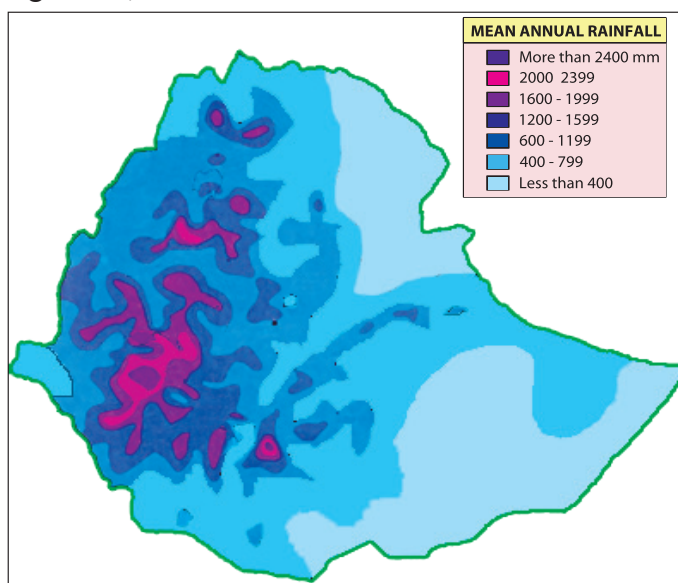 MEAN ANNUAL RAINFALL
More than 2400 mm
2000 2399
1600 - 1999
1200 - 1599
600 - 1199
400 - 799
Less than 400